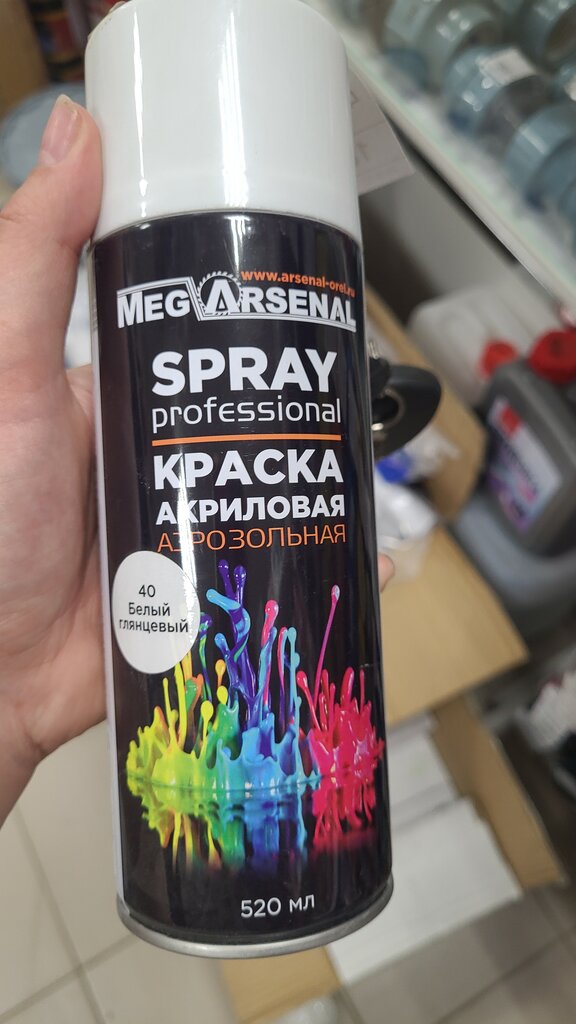 www.arsenal-orel.ru
MEGARSENAL
SPRAY
professional
КРАСКА
АКРИЛОВАЯ
АЭРОЗОЛЬНАЯ
40
Белый
глянцевый
520 мл